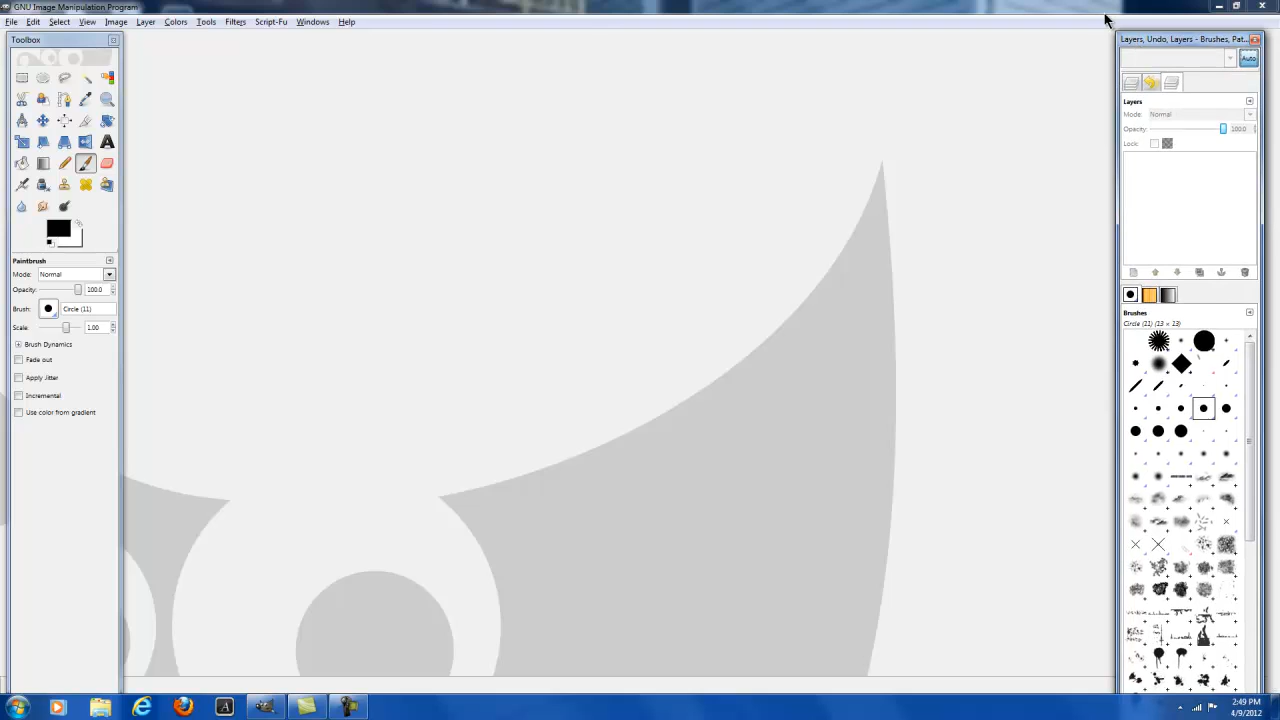 GNU Image Manipulation Program
File Edit Select View Image Layer Colors Tools Filters Script-Fu Windows Help
Toolbox
Paintbrush
Mode: Normal
Opacity: 100.0
Brush: Circle (11)
Scale: 1.00
Brush Dynamics
Fade out
Apply Jitter
Incremental
Use color from gradient
Layers, Undo, Layers - Brushes, Pat...
Auto
Layers
Mode: Normal
Opacity: 100.0
Lock:
Brushes
Circle (11) (13 × 13)
2:49 PM
4/9/2012